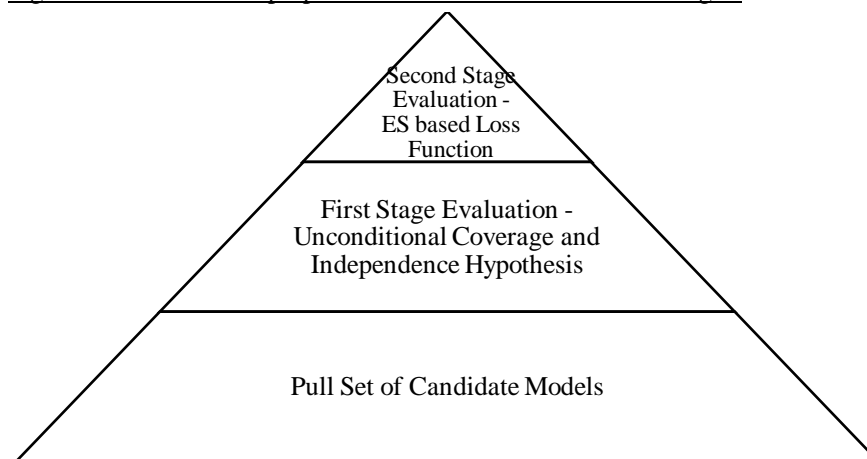 Second Stage
Evaluation -
ES based Loss
Function
First Stage Evaluation -
Unconditional Coverage and
Independence Hypothesis
Pull Set of Candidate Models